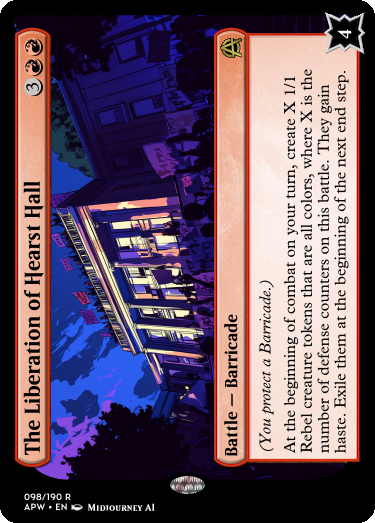 The Liberation of Hearst Hall
3
Battle — Barricade
(You protect a Barricade.)
At the beginning of combat on your turn, create X 1/1
Rebel creature tokens that are all colors, where X is the
number of defense counters on this battle. They gain
haste. Exile them at the beginning of the next end step.
4
098/190 R
APW • EN Midjourney AI